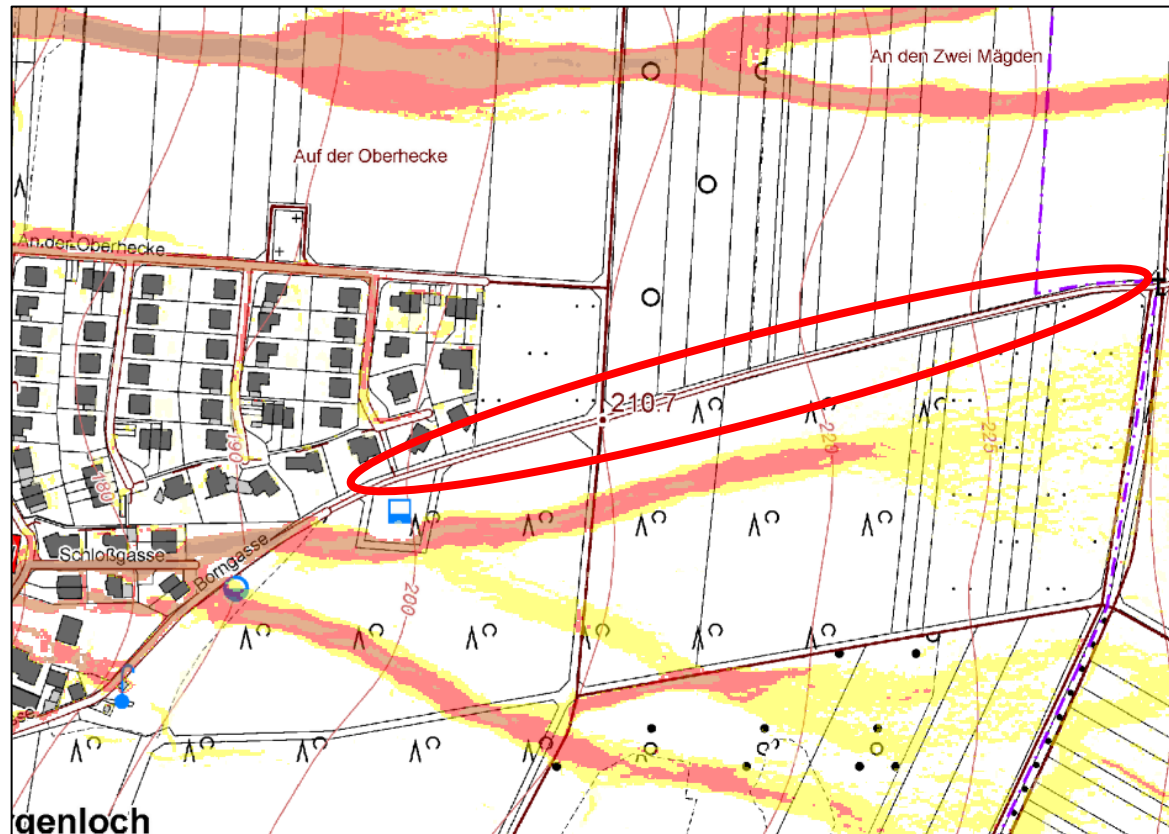 An den Zwei Mägden
Auf der Oberhecke
An der Oberhecke
210.7
190
180
220
225
Schloßgasse
Borngasse
200
genloch